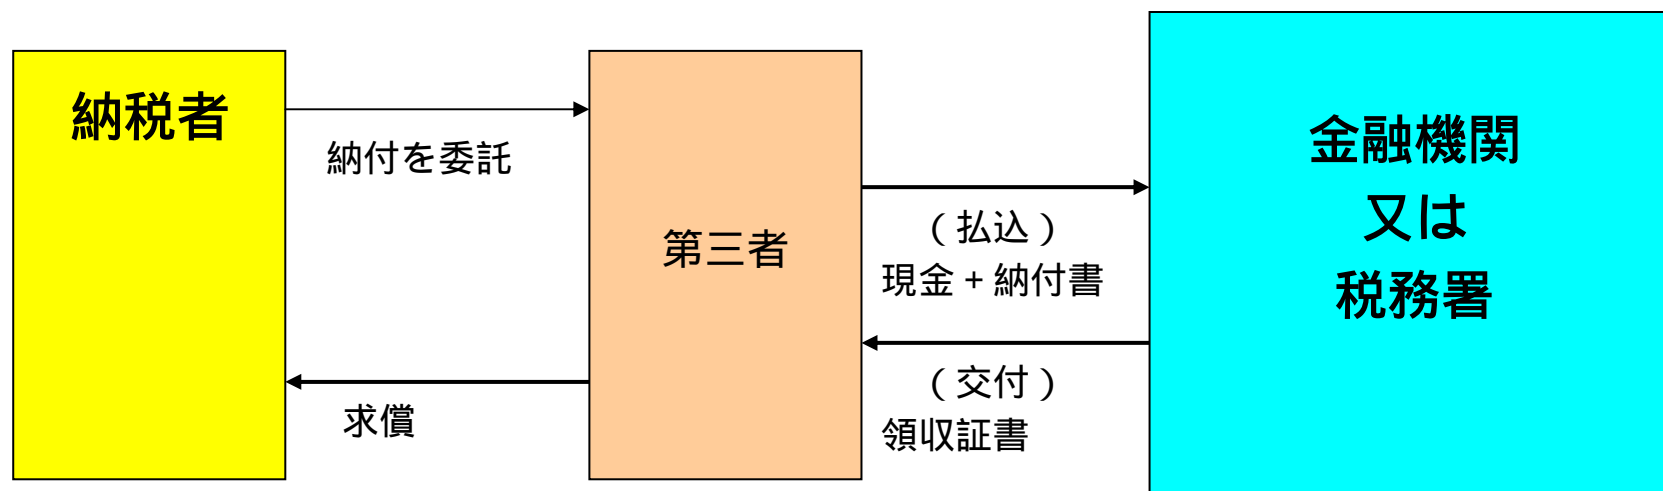 納税者
納付を委託
求償
第三者
（払込）
現金＋納付書
（交付）
領収証書
金融機関
又は
税務署